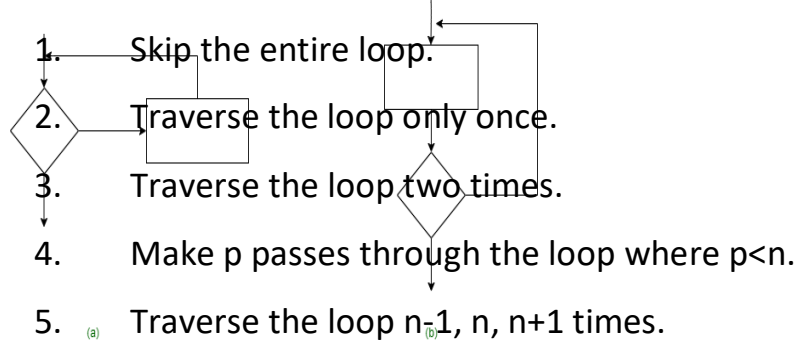 1. Skip the entire loop.
2. Traverse the loop only once.
3. Traverse the loop two times.
4. Make p passes through the loop where p<n.
5. Traverse the loop n-1, n, n+1 times.
(a)
(b)